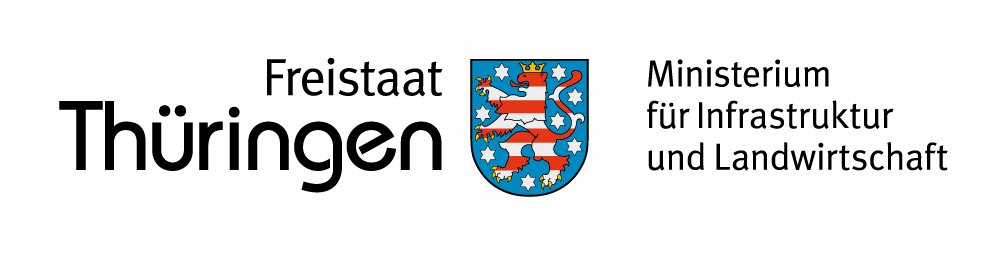 Freistaat
Thüringen
Ministerium
für Infrastruktur
und Landwirtschaft